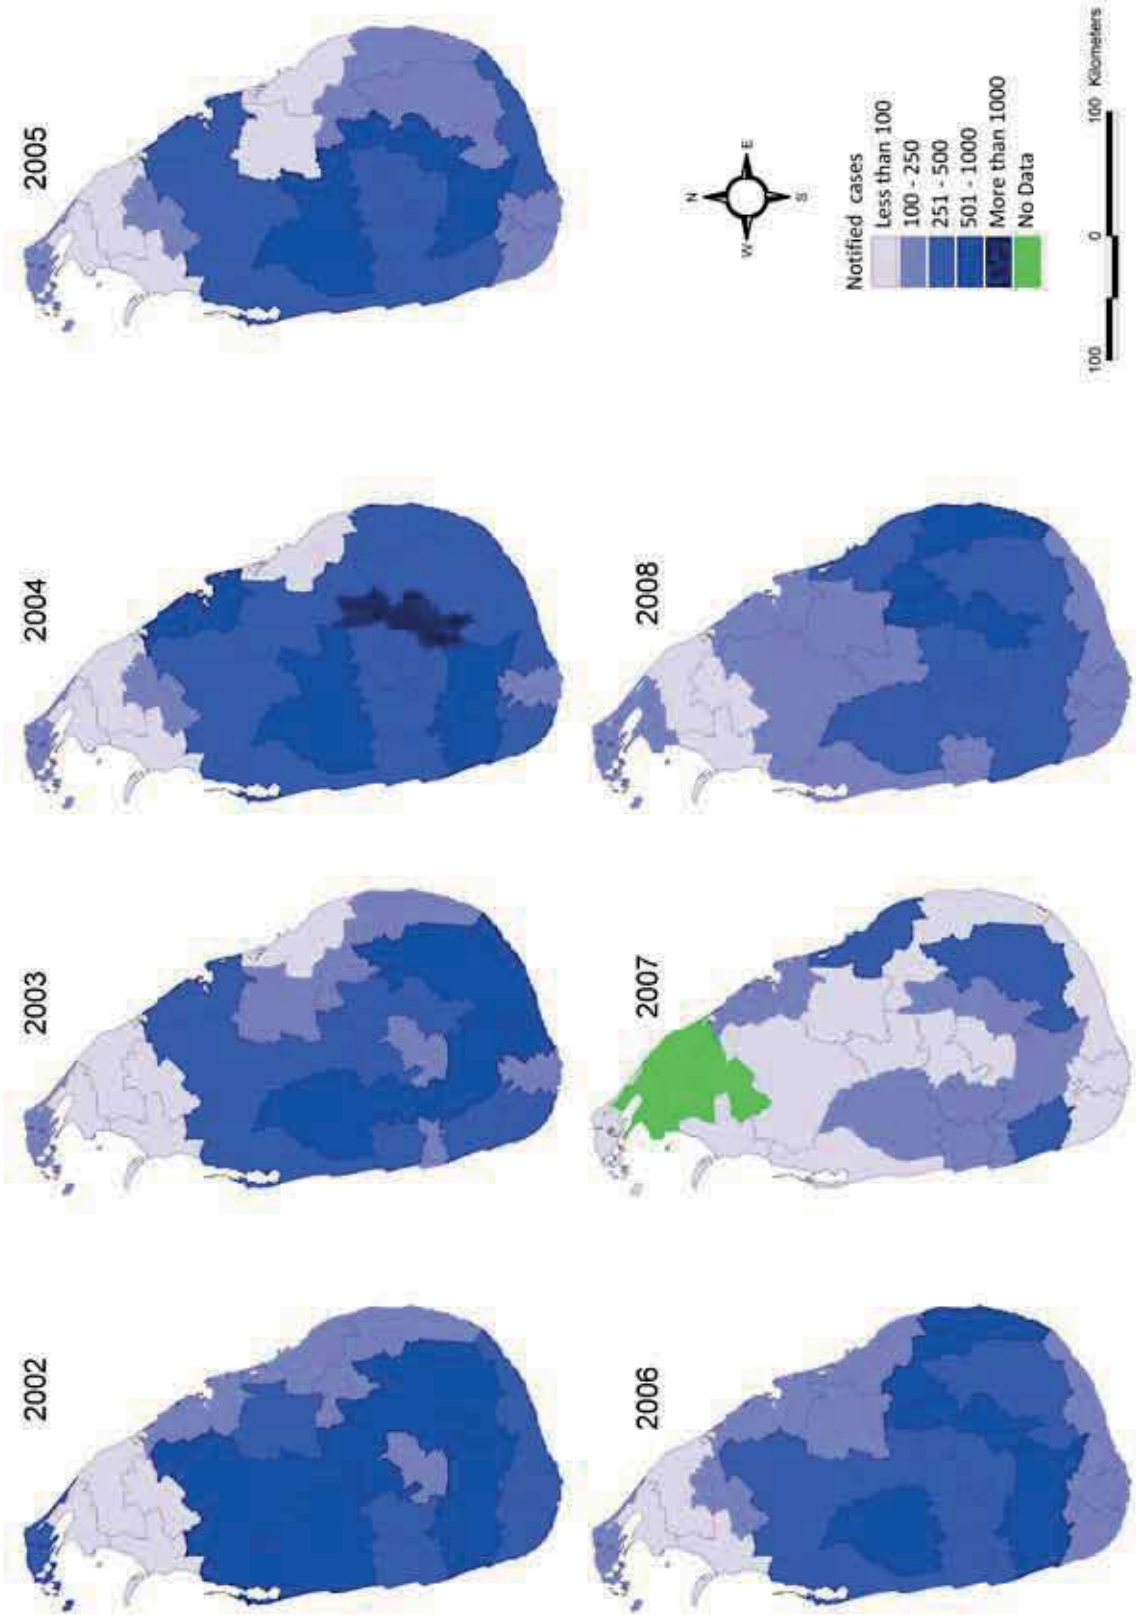 2002
2003
2004
2005
2006
2007
2008
N
W
E
S
Notified cases
Less than 100
100 - 250
251 - 500
501 - 1000
More than 1000
No Data
100
0
100
Kilometers